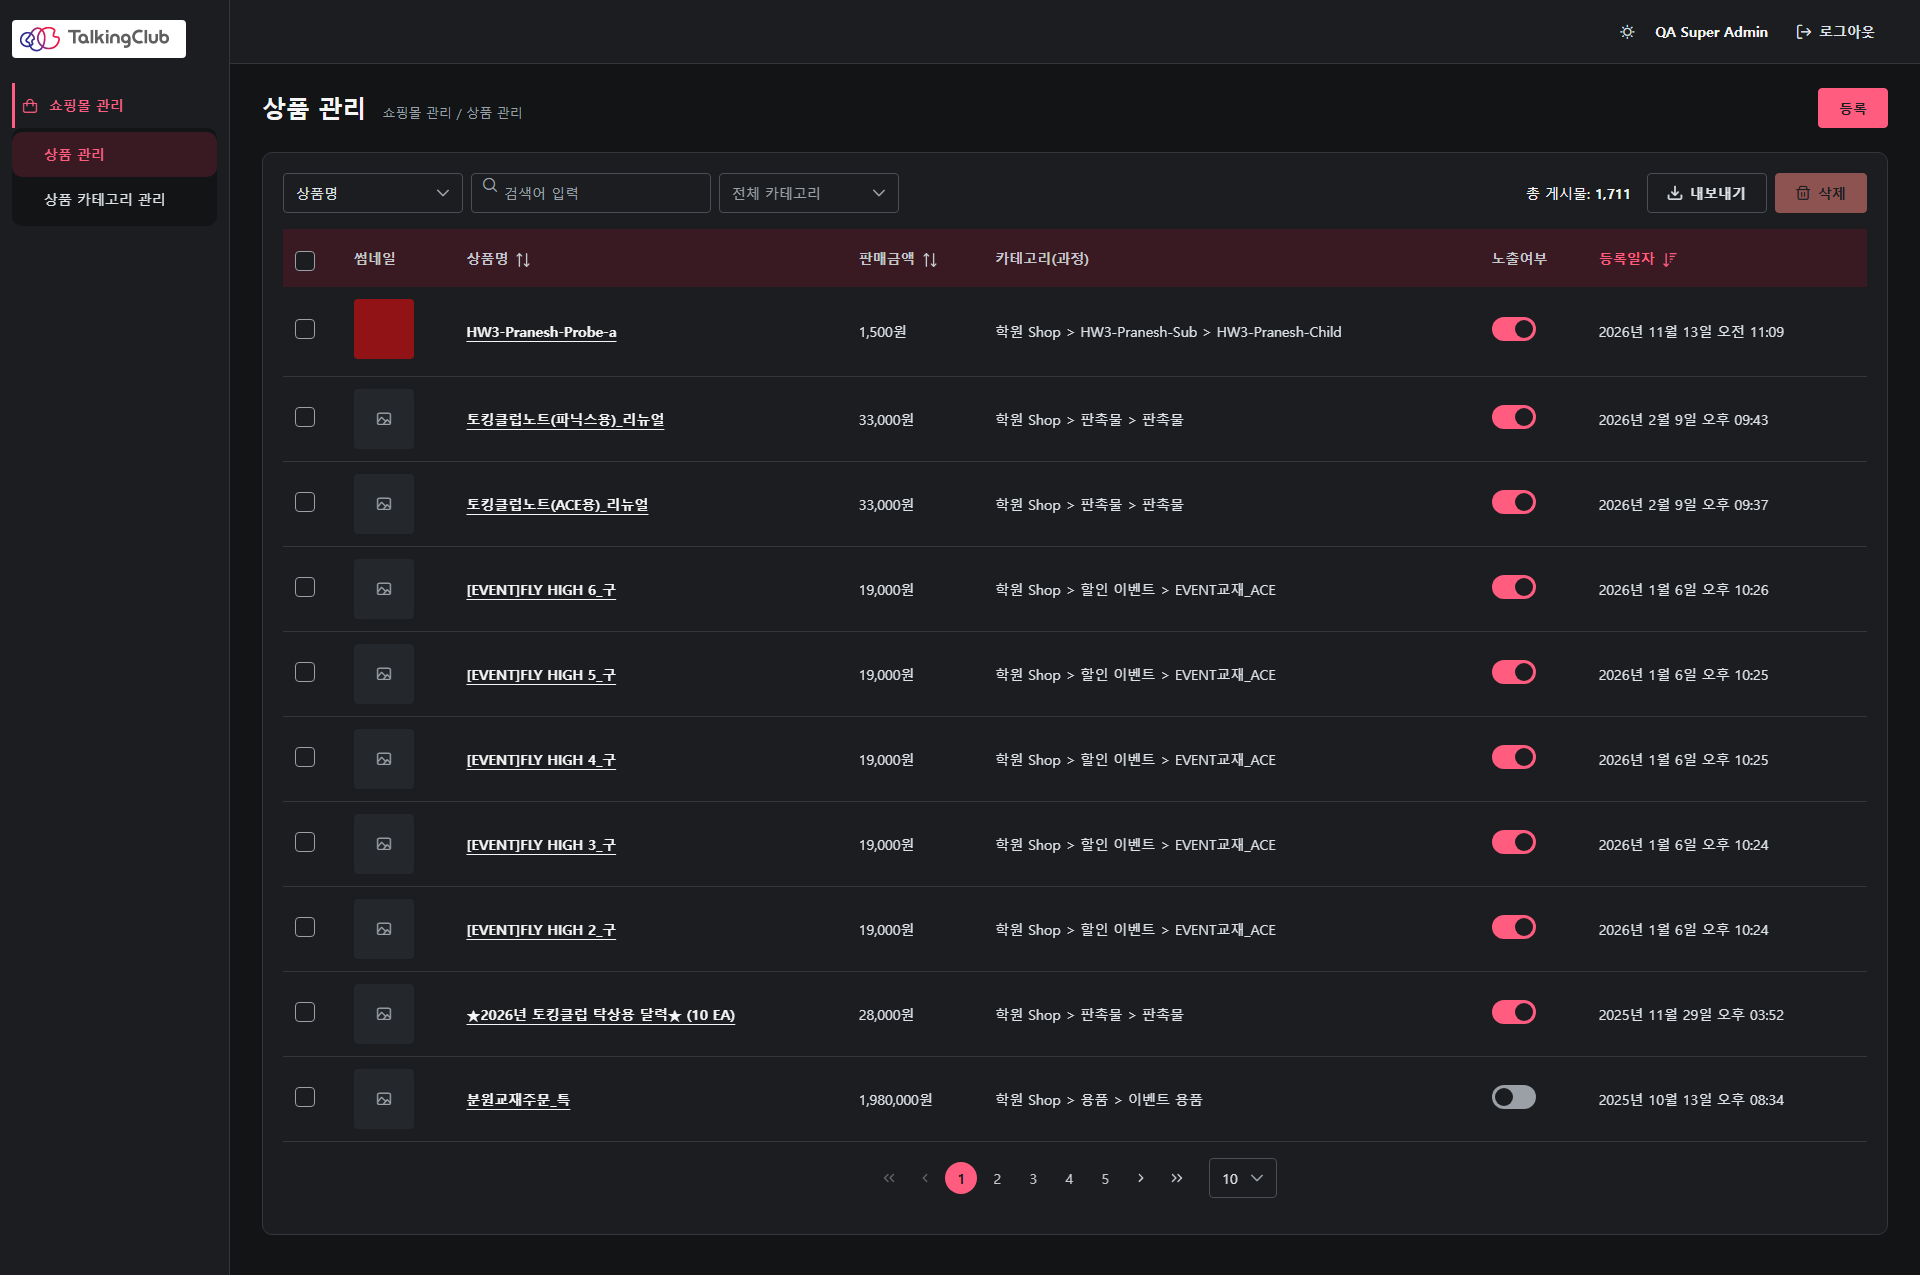 TalkingClub
QA Super Admin
로그아웃
쇼핑몰 관리
상품 관리
상품 카테고리 관리
상품 관리
쇼핑몰 관리 / 상품 관리
등록
상품명
검색어 입력
전체 카테고리
총 게시물: 1,711
내보내기
삭제
썸네일 상품명 판매금액 카테고리(과정) 노출여부 등록일자
HW3-Pranesh-Probe-a 1,500원 학원 Shop > HW3-Pranesh-Sub > HW3-Pranesh-Child 2026년 11월 13일 오전 11:09
토킹클럽노트(파닉스용)_리뉴얼 33,000원 학원 Shop > 판촉물 > 판촉물 2026년 2월 9일 오후 09:43
토킹클럽노트(ACE용)_리뉴얼 33,000원 학원 Shop > 판촉물 > 판촉물 2026년 2월 9일 오후 09:37
[EVENT]FLY HIGH 6_구 19,000원 학원 Shop > 할인 이벤트 > EVENT교재_ACE 2026년 1월 6일 오후 10:26
[EVENT]FLY HIGH 5_구 19,000원 학원 Shop > 할인 이벤트 > EVENT교재_ACE 2026년 1월 6일 오후 10:25
[EVENT]FLY HIGH 4_구 19,000원 학원 Shop > 할인 이벤트 > EVENT교재_ACE 2026년 1월 6일 오후 10:25
[EVENT]FLY HIGH 3_구 19,000원 학원 Shop > 할인 이벤트 > EVENT교재_ACE 2026년 1월 6일 오후 10:24
[EVENT]FLY HIGH 2_구 19,000원 학원 Shop > 할인 이벤트 > EVENT교재_ACE 2026년 1월 6일 오후 10:24
★2026년 토킹클럽 탁상용 달력★ (10 EA) 28,000원 학원 Shop > 판촉물 > 판촉물 2025년 11월 29일 오후 03:52
분원교재주문_특 1,980,000원 학원 Shop > 용품 > 이벤트 용품 2025년 10월 13일 오후 08:34
1 2 3 4 5 10